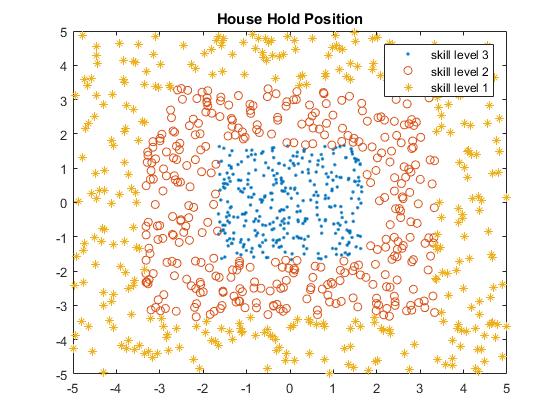 House Hold Position
5
4
3
2
1
0
-1
-2
-3
-4
-5
skill level 3
skill level 2
skill level 1
-5 -4 -3 -2 -1 0 1 2 3 4 5